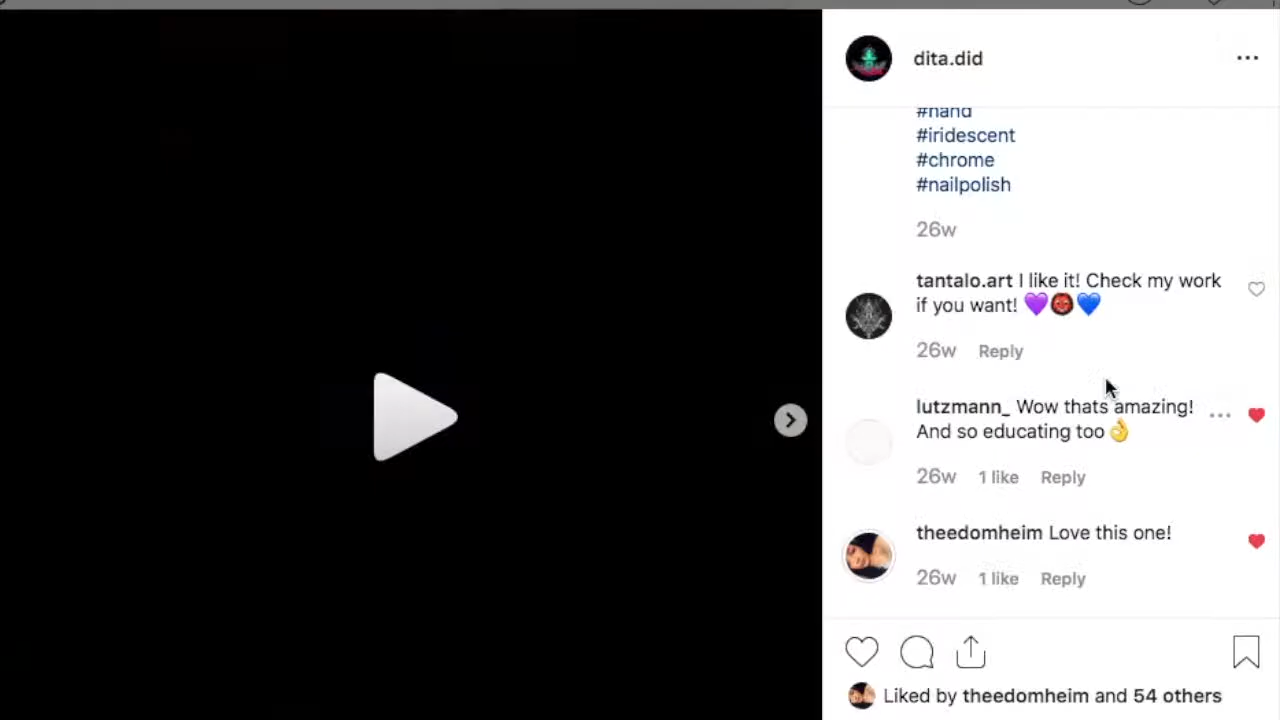 dita.did
#hand
#iridescent
#chrome
#nailpolish
26w
tantalo.art I like it! Check my work
if you want! 💜👹💙
26w Reply
lutzmann_ Wow thats amazing!
And so educating too👌
26w 1 like Reply
theedomheim Love this one!
26w 1 like Reply
Liked by theedomheim and 54 others